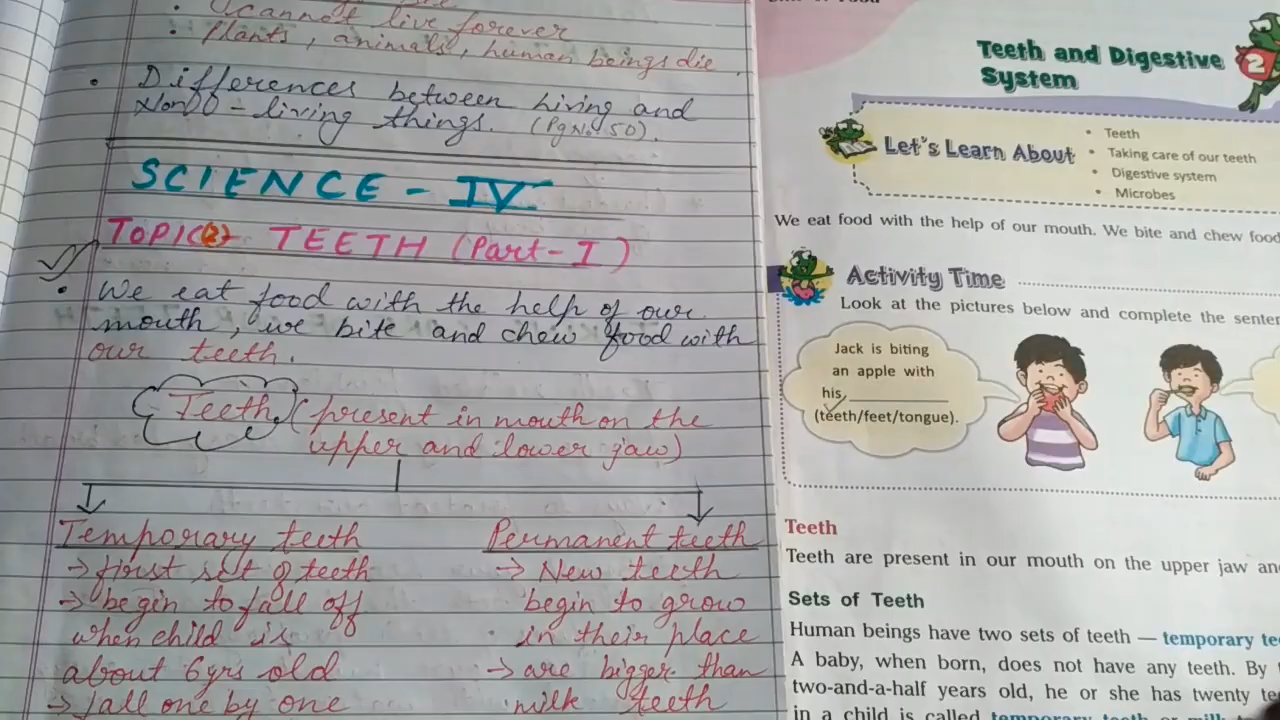 cannot live forever
• Plants, animals, human beings die
• Differences between living and
non-living things. (Pg No. 50).
SCIENCE - IV
TOPIC(2) TEETH (Part-I)
• We eat food with the help of our
mouth, we bite and chew food with
our teeth.
Teeth (present in mouth on the
upper and lower jaw)
Temporary teeth
→ first set of teeth
→ begin to fall off
when child is
about 6yrs old
→ fall one by one
Permanent teeth
→ New teeth
begin to grow
in their place
→ are bigger than
milk teeth
Teeth and Digestive
System
2
Let's Learn About
• Teeth
• Taking care of our teeth
• Digestive system
• Microbes
We eat food with the help of our mouth. We bite and chew food
Activity Time
Look at the pictures below and complete the senten
Jack is biting
an apple with
his
(teeth/feet/tongue).
Teeth
Teeth are present in our mouth on the upper jaw an
Sets of Teeth
Human beings have two sets of teeth — temporary te
A baby, when born, does not have any teeth. By
two-and-a-half years old, he or she has twenty te
in a child is called temporary teeth or